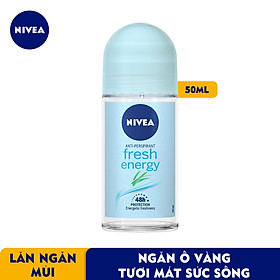 NIVEA
50ML
NIVEA
ANTI-PERSPIRANT
fresh
energy
48h
PROTECTION
Energetic Freshness
LĂN NGĂN
MÙI
NGĂN Ố VÀNG
TƯƠI MÁT SỨC SỐNG